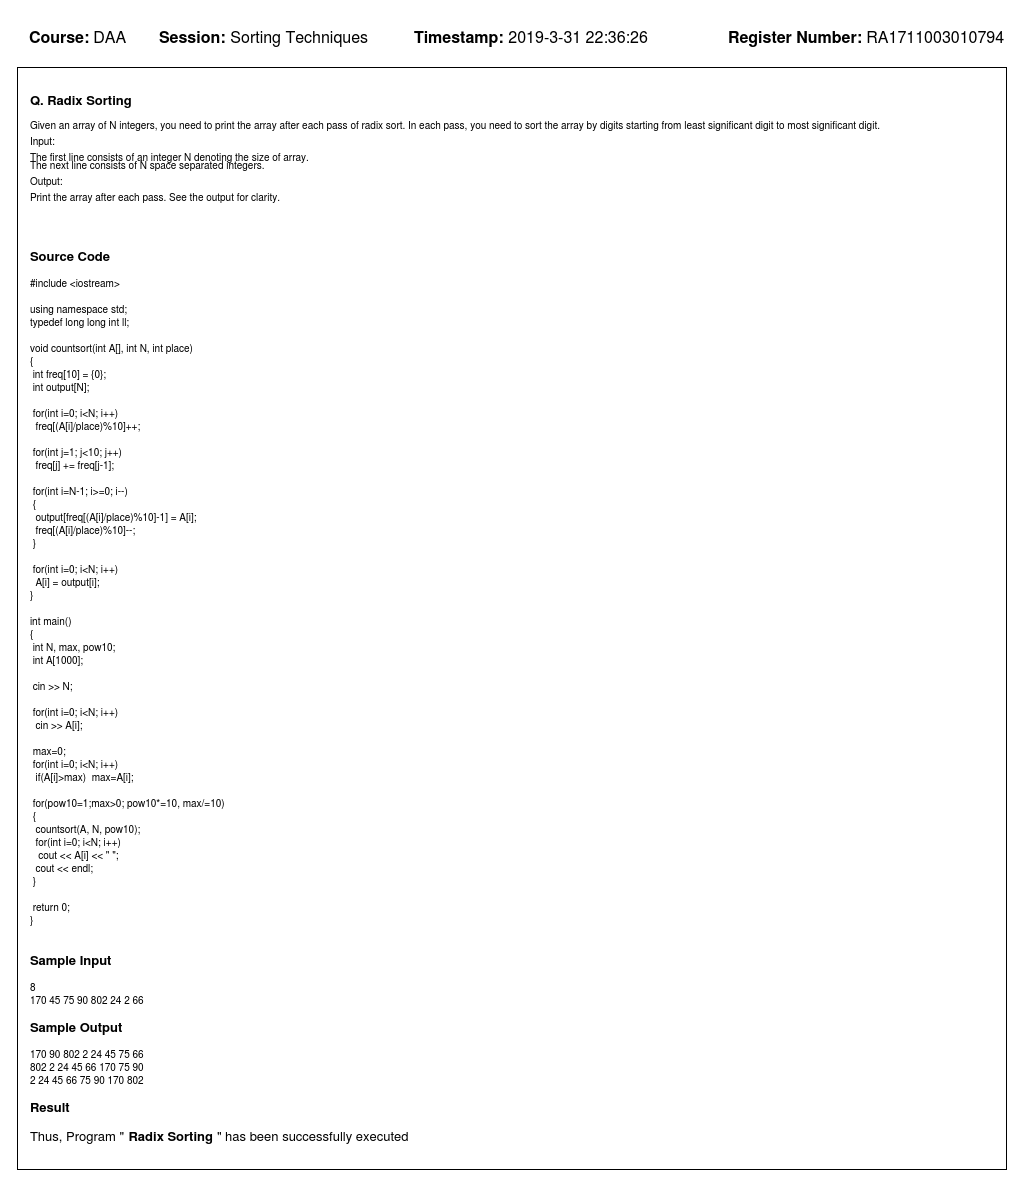 Course: DAA Session: Sorting Techniques Timestamp: 2019-3-31 22:36:26 Register Number: RA1711003010794
Q. Radix Sorting
Given an array of N integers, you need to print the array after each pass of radix sort. In each pass, you need to sort the array by digits starting from least significant digit to most significant digit.
Input:
The first line consists of an integer N denoting the size of array.
The next line consists of N space separated integers.
Output:
Print the array after each pass. See the output for clarity.
Source Code
#include <iostream>
using namespace std;
typedef long long int ll;
void countsort(int A[], int N, int place)
{
int freq[10] = {0};
int output[N];
for(int i=0; i<N; i++)
freq[(A[i]/place)%10]++;
for(int j=1; j<10; j++)
freq[j] += freq[j-1];
for(int i=N-1; i>=0; i--)
{
output[freq[(A[i]/place)%10]-1] = A[i];
freq[(A[i]/place)%10]--;
}
for(int i=0; i<N; i++)
A[i] = output[i];
}
int main()
{
int N, max, pow10;
int A[1000];
cin >> N;
for(int i=0; i<N; i++)
cin >> A[i];
max=0;
for(int i=0; i<N; i++)
if(A[i]>max)  max=A[i];
for(pow10=1;max>0; pow10*=10, max/=10)
{
countsort(A, N, pow10);
for(int i=0; i<N; i++)
cout << A[i] << " ";
cout << endl;
}
return 0;
}
Sample Input
8
170 45 75 90 802 24 2 66
Sample Output
170 90 802 2 24 45 75 66
802 2 24 45 66 170 75 90
2 24 45 66 75 90 170 802
Result
Thus, Program " Radix Sorting " has been successfully executed